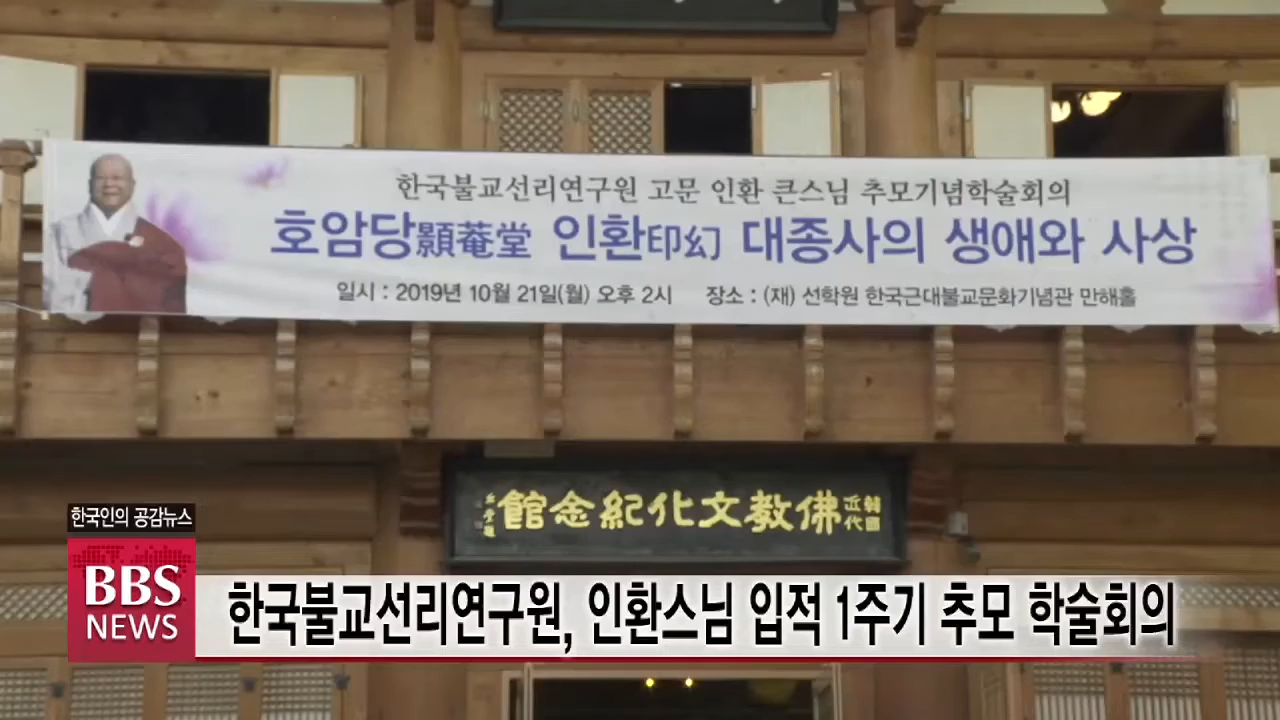 한국불교선리연구원 고문 인환 큰스님 추모기념학술회의
호암당顥菴堂 인환印幻 대종사의 생애와 사상
일시 : 2019년 10월 21일(월) 오후 2시 장소 : (재) 선학원 한국근대불교문화기념관 만해홀
韓國近代
佛敎文化紀念館
한국인의 공감뉴스
BBS
NEWS
한국불교선리연구원, 인환스님 입적 1주기 추모 학술회의